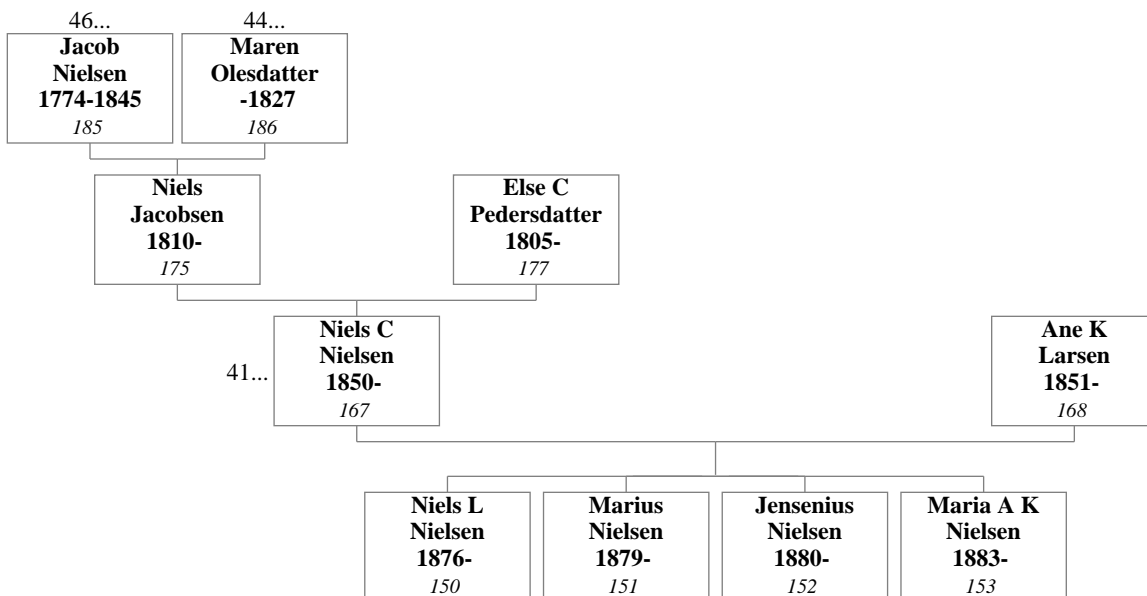 46...
Jacob
Nielsen
1774-1845
185
44...
Maren
Olesdatter
-1827
186
Niels
Jacobsen
1810-
175
Else C
Pedersdatter
1805-
177
41...
Niels C
Nielsen
1850-
167
Ane K
Larsen
1851-
168
Niels L
Nielsen
1876-
150
Marius
Nielsen
1879-
151
Jensenius
Nielsen
1880-
152
Maria A K
Nielsen
1883-
153